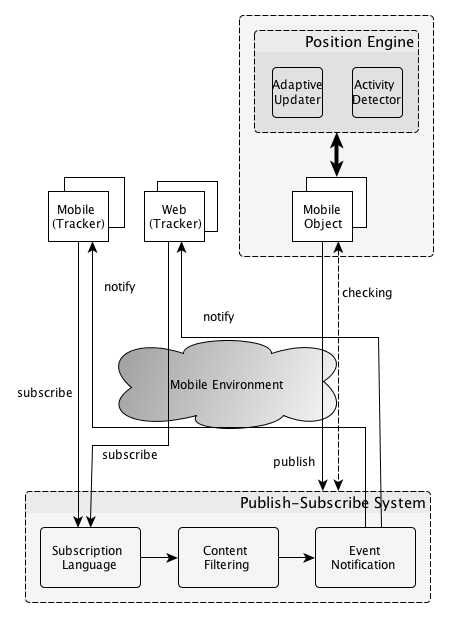 Position Engine
Adaptive
Updater
Activity
Detector
Mobile
(Tracker)
Web
(Tracker)
Mobile
Object
notify
checking
notify
Mobile Environment
subscribe
subscribe
publish
Publish-Subscribe System
Subscription
Language
Content
Filtering
Event
Notification